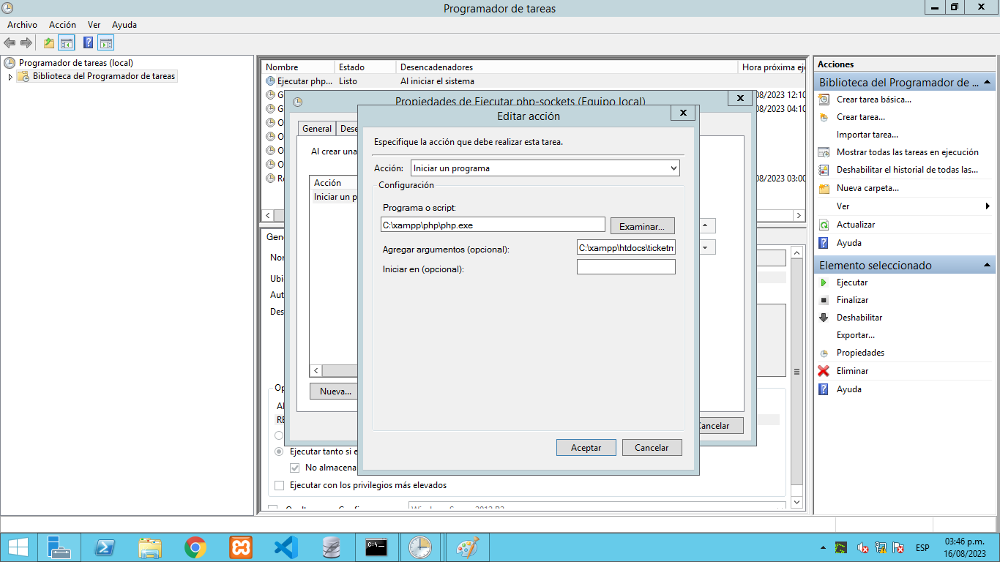 Programador de tareas
Archivo Acción Ver Ayuda
Programador de tareas (local)
Biblioteca del Programador de tareas
Nombre Estado Desencadenadores Hora próxima eje
Ejecutar php... Listo Al iniciar el sistema
08/2023 12:10
08/2023 04:10
08/2023 03:00
Propiedades de Ejecutar php-sockets (Equipo local)
General Dese
Al crear una
Acción
Iniciar un p
Nueva...
Cancelar
Editar acción
Especifique la acción que debe realizar esta tarea.
Acción: Iniciar un programa
Configuración
Programa o script:
C:\xampp\php\php.exe Examinar...
Agregar argumentos (opcional): C:\xampp\htdocs\ticketm
Iniciar en (opcional):
Aceptar Cancelar
Gene
Nor
Ubi
Aut
Des
Op
Al
RE
Ejecutar tanto si e
No almacena
Ejecutar con los privilegios más elevados
Acciones
Biblioteca del Programador de ...
Crear tarea básica...
Crear tarea...
Importar tarea...
Mostrar todas las tareas en ejecución
Deshabilitar el historial de todas las...
Nueva carpeta...
Ver
Actualizar
Ayuda
Elemento seleccionado
Ejecutar
Finalizar
Deshabilitar
Exportar...
Propiedades
Eliminar
Ayuda
ESP
03:46 p.m.
16/08/2023